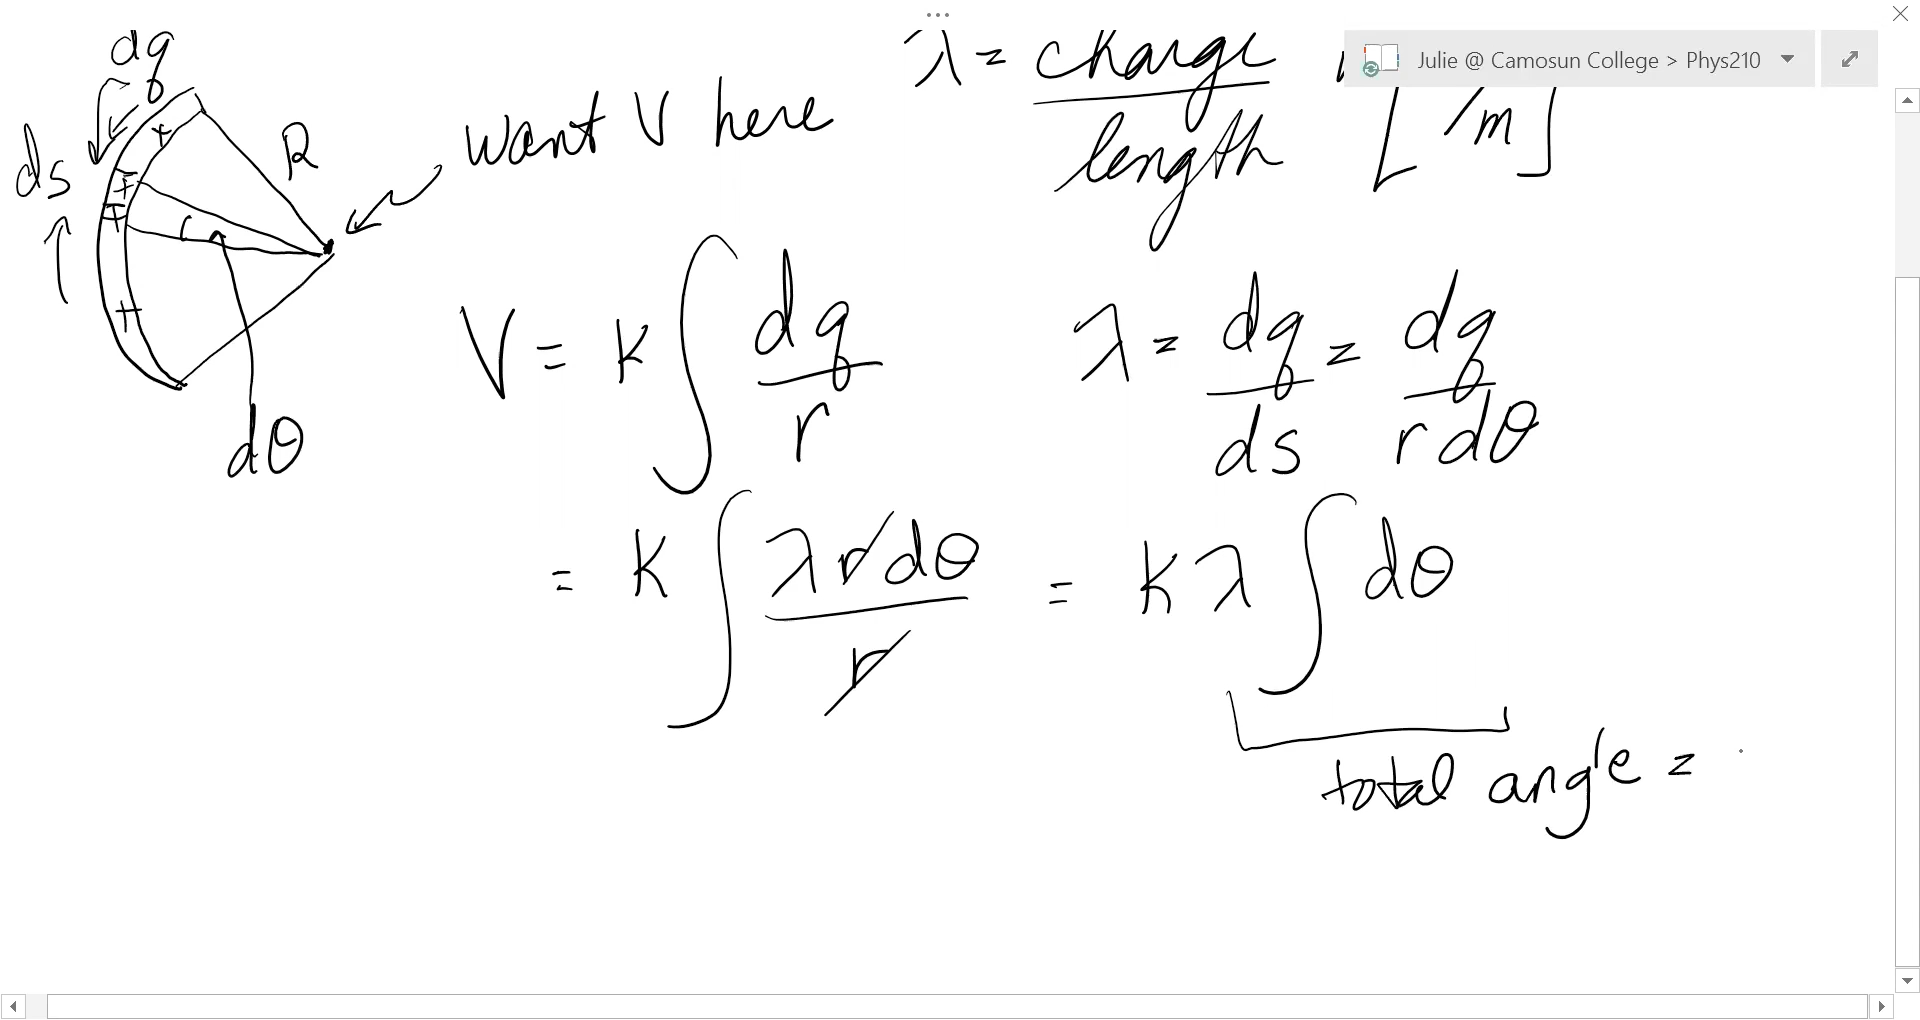 Julie @ Camosun College > Phys210
dq
λ = charge / length [ /m]
want V here
R
ds
r
dθ
V = k ∫ dq / r
λ = dq / ds = dq / r dθ
= k ∫ λ r dθ / r = k λ ∫ dθ
total angle =